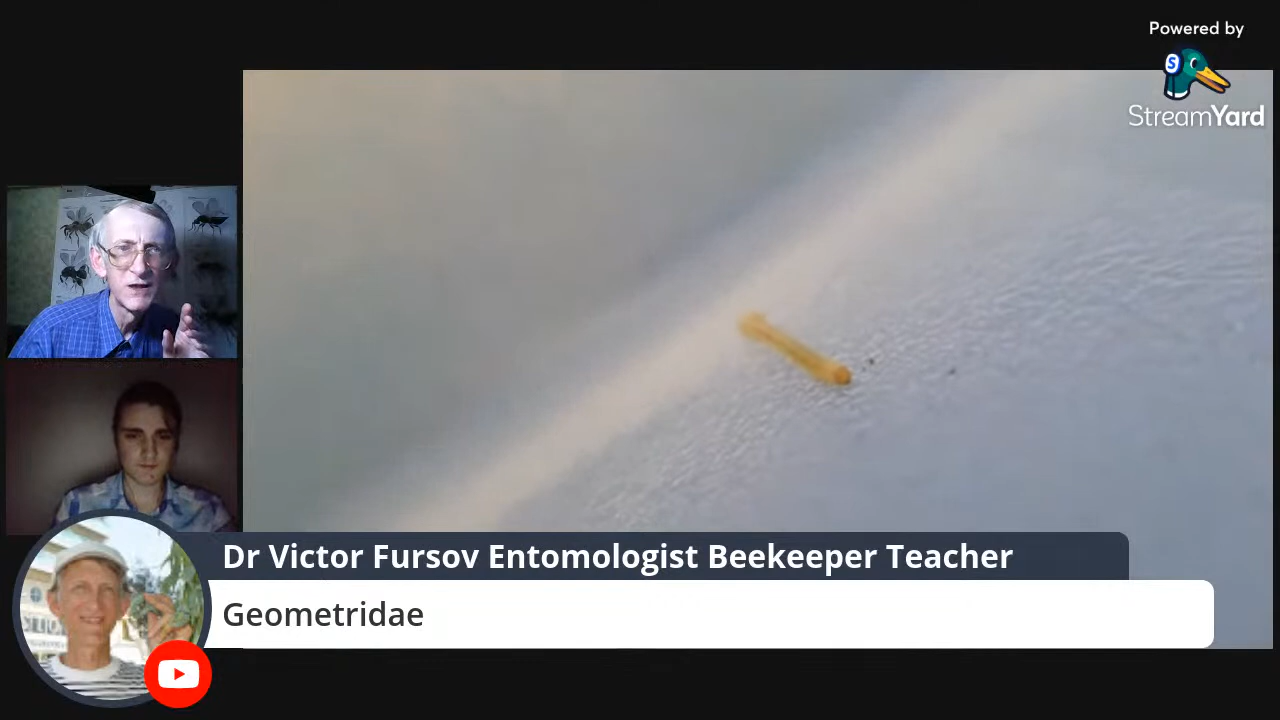 Powered by
StreamYard
Dr Victor Fursov Entomologist Beekeeper Teacher
Geometridae